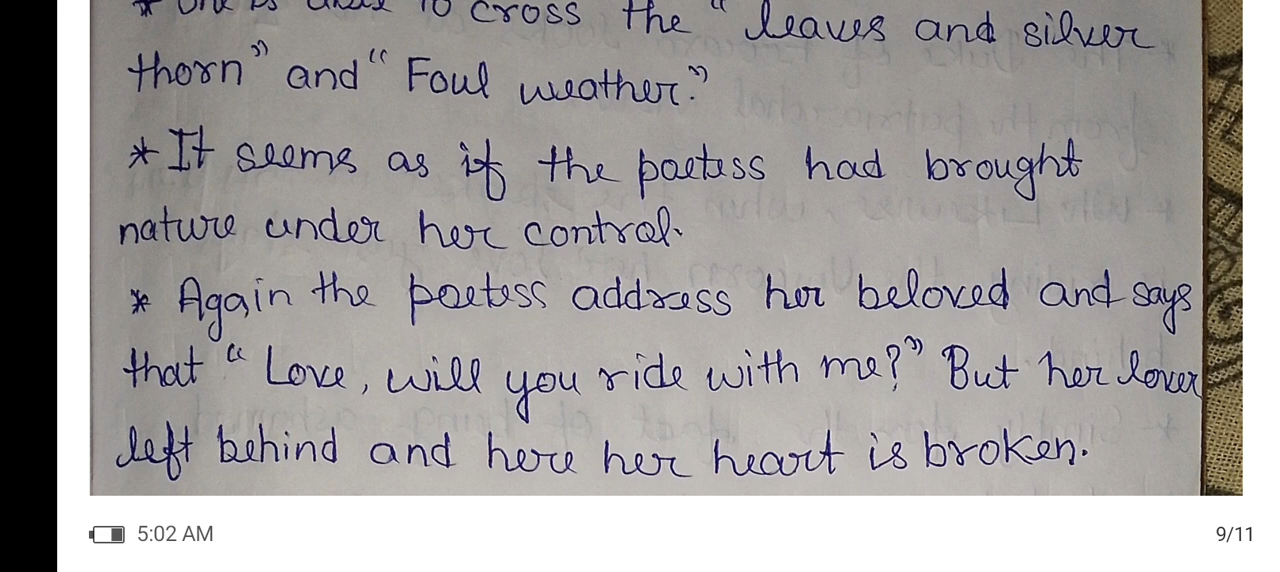 to cross the " leaves and silver
thorn" and " Foul weather."
* It seems as if the poetess had brought
nature under her control.
* Again the poetess address her beloved and says
that " Love, will you ride with me?" But her lover
left behind and here her heart is broken.
5:02 AM
9/11